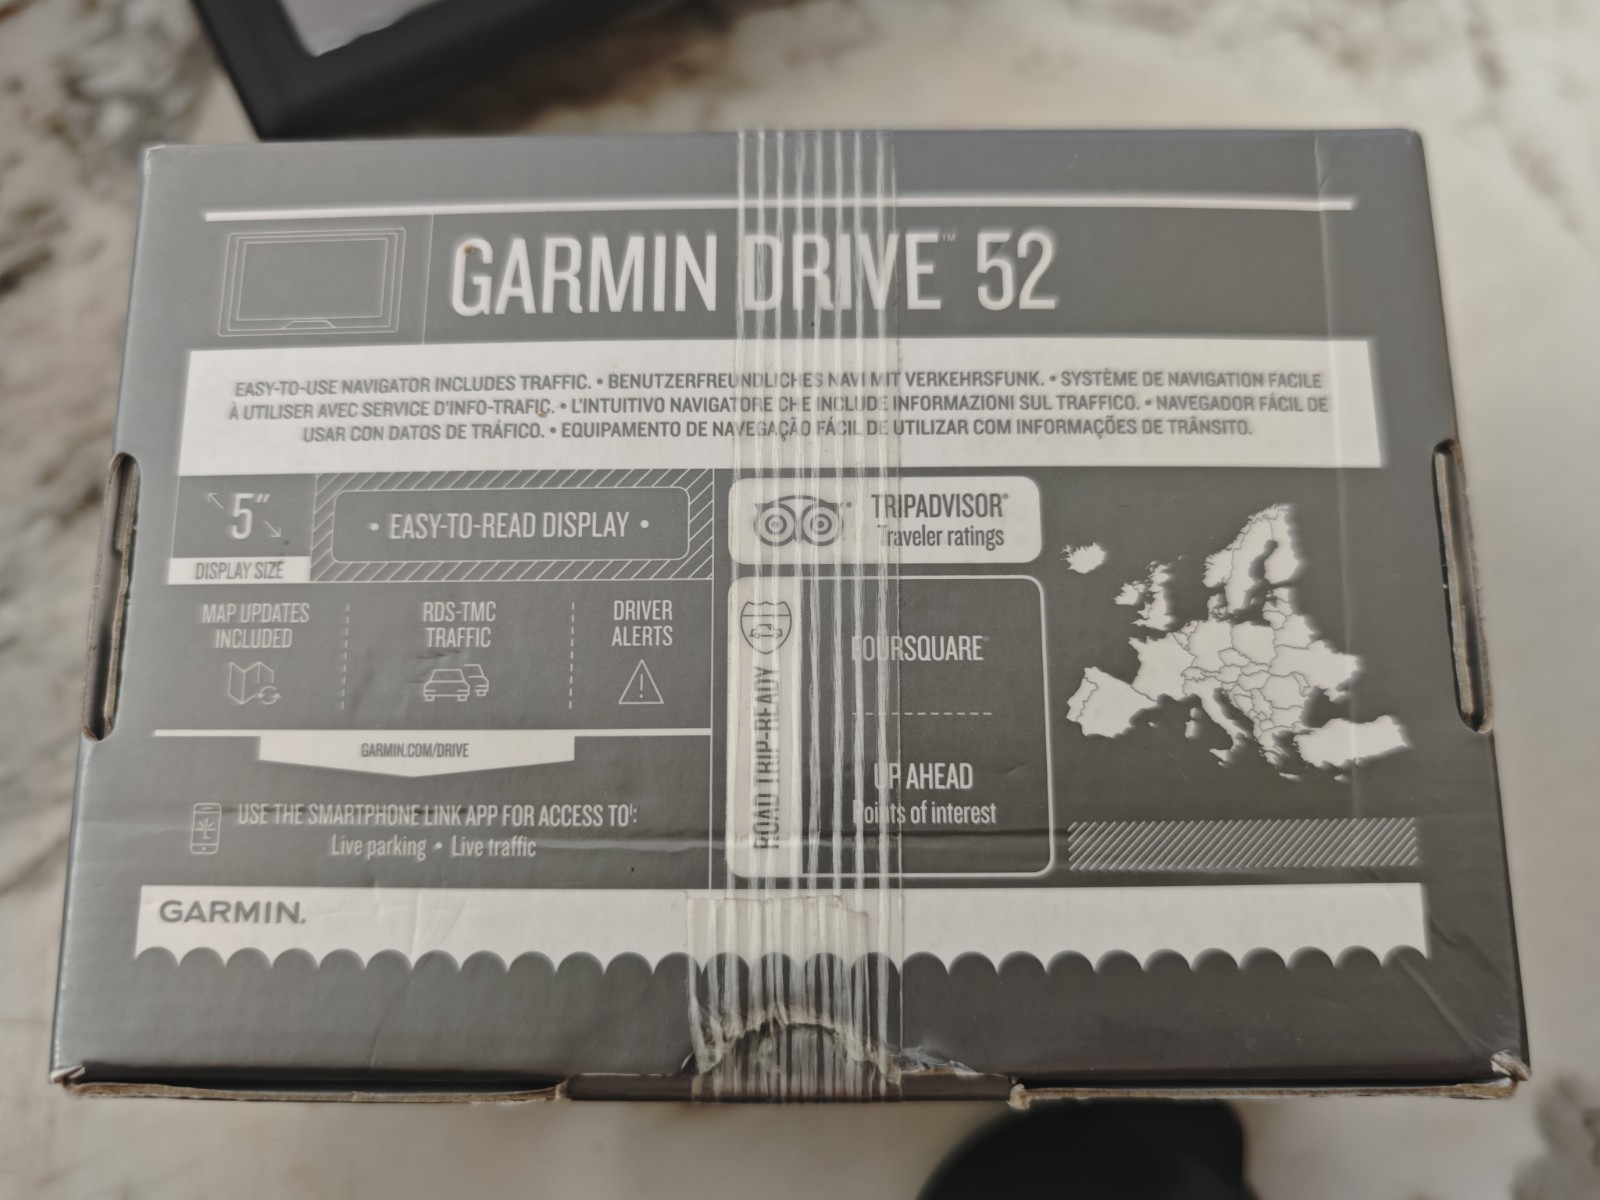 GARMIN DRIVE™ 52
EASY-TO-USE NAVIGATOR INCLUDES TRAFFIC. • BENUTZERFREUNDLICHES NAVI MIT VERKEHRSFUNK. • SYSTÈME DE NAVIGATION FACILE
À UTILISER AVEC SERVICE D'INFO-TRAFIC. • L'INTUITIVO NAVIGATORE CHE INCLUDE INFORMAZIONI SUL TRAFFICO. • NAVEGADOR FÁCIL DE
USAR CON DATOS DE TRÁFICO. • EQUIPAMENTO DE NAVEGAÇÃO FÁCIL DE UTILIZAR COM INFORMAÇÕES DE TRÂNSITO.
5″
DISPLAY SIZE
• EASY-TO-READ DISPLAY •
MAP UPDATES
INCLUDED
RDS-TMC
TRAFFIC
DRIVER
ALERTS
GARMIN.COM/DRIVE
USE THE SMARTPHONE LINK APP FOR ACCESS TO¹:
Live parking • Live traffic
TRIPADVISOR®
Traveler ratings
ROAD TRIP-READY
FOURSQUARE®
UP AHEAD
Points of interest
GARMIN.